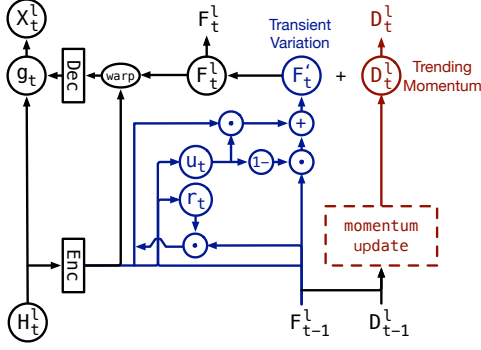 X_t^l
F_t^l
Transient
Variation
D_t^l
g_t
Dec
warp
F_t^l
F_t'
+
D_t^l
Trending
Momentum
+
u_t
1-
r_t
momentum
update
Enc
H_t^l
F_{t-1}^l
D_{t-1}^l